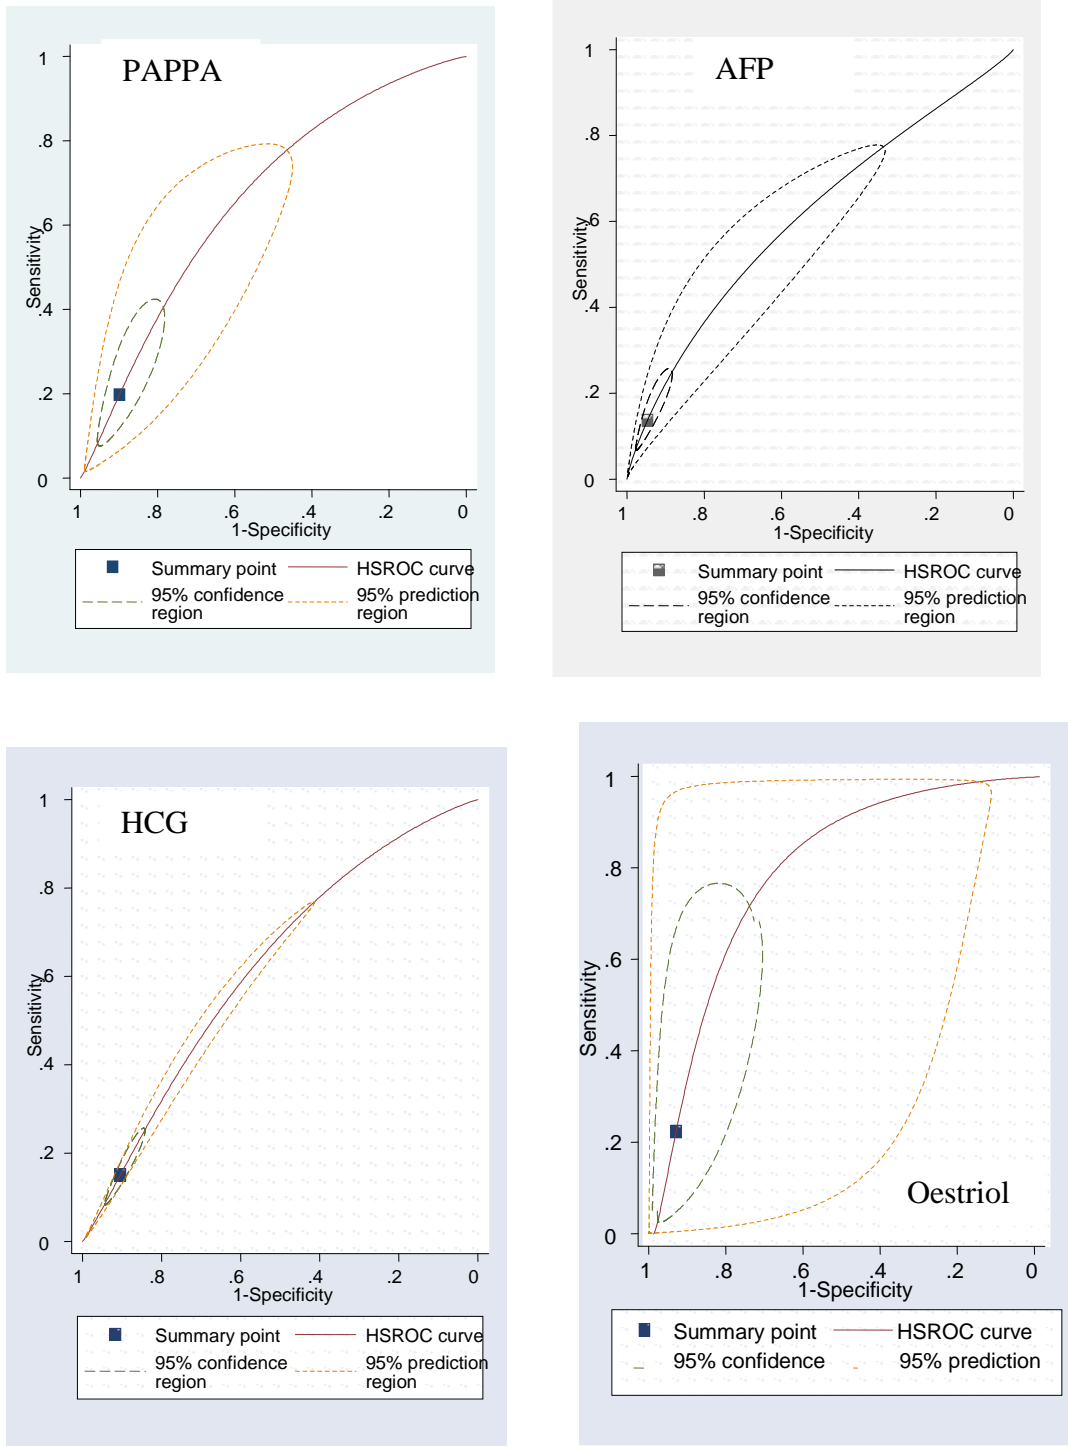 PAPPA
1
.8
.6
.4
.2
0
Sensitivity
1 .8 .6 .4 .2 0
1-Specificity
Summary point HSROC curve
95% confidence region 95% prediction region
AFP
1
.8
.6
.4
.2
0
Sensitivity
1 .8 .6 .4 .2 0
1-Specificity
Summary point HSROC curve
95% confidence region 95% prediction region
HCG
1
.8
.6
.4
.2
0
Sensitivity
1 .8 .6 .4 .2 0
1-Specificity
Summary point HSROC curve
95% confidence region 95% prediction region
1
.8
.6
.4
.2
0
Sensitivity
Oestriol
1 .8 .6 .4 .2 0
1-Specificity
Summary point HSROC curve
95% confidence 95% prediction